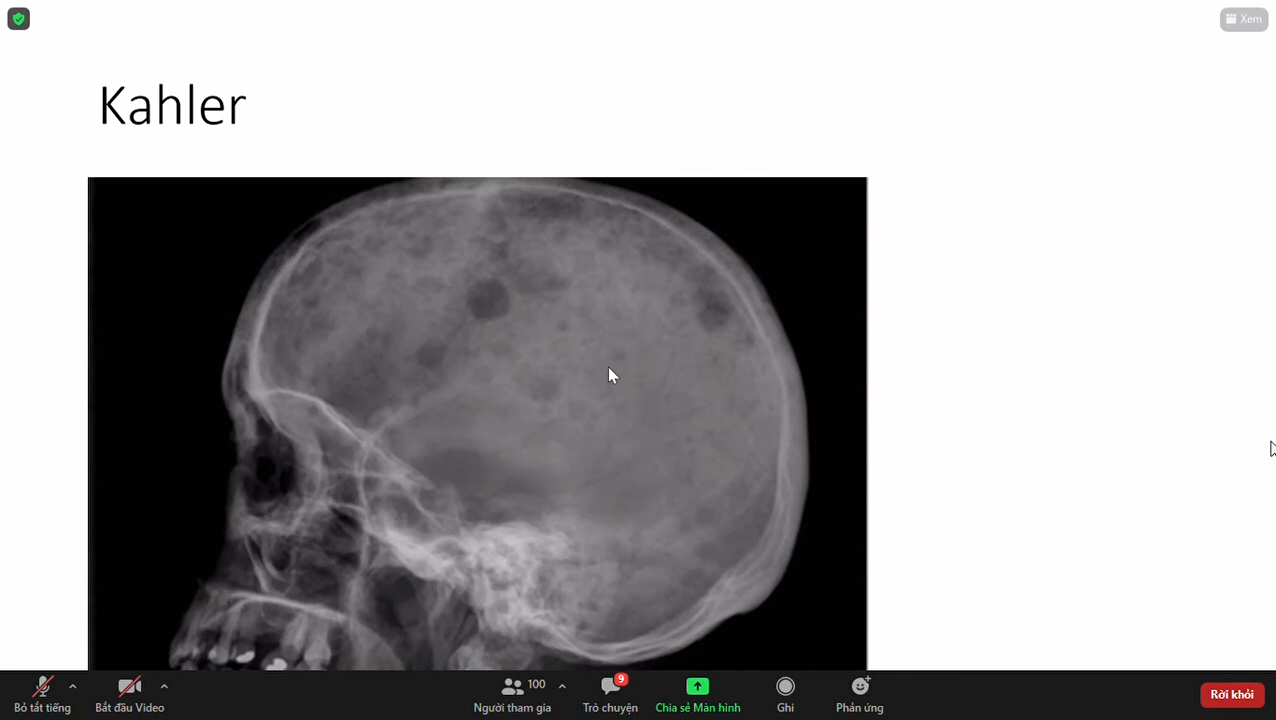 Xem
Kahler
Bỏ tắt tiếng
Bắt đầu Video
100
Người tham gia
9
Trò chuyện
Chia sẻ Màn hình
Ghi
Phản ứng
Rời khỏi